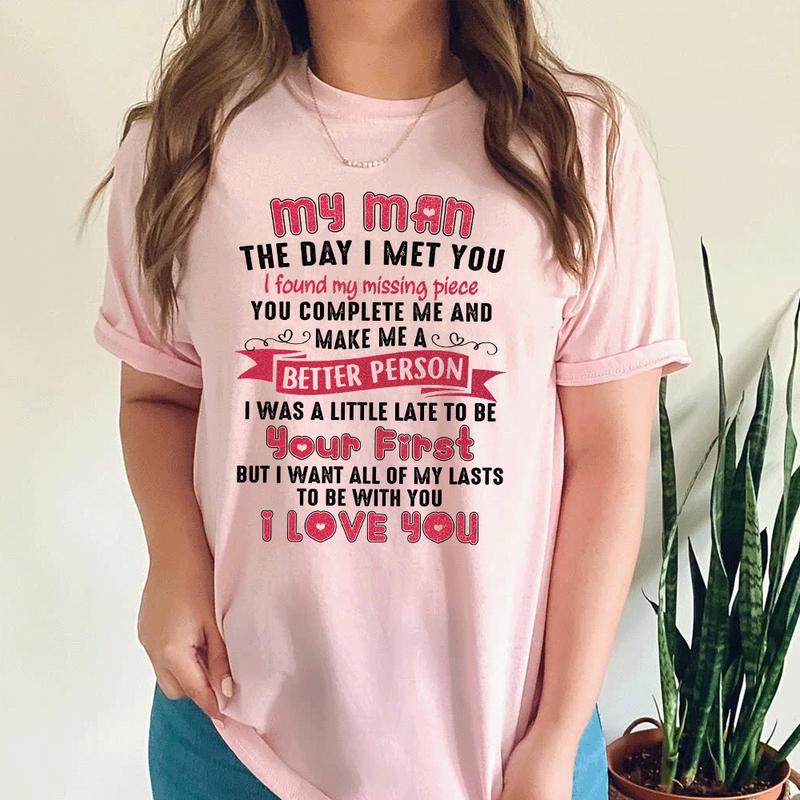 my man
THE DAY I MET YOU
I found my missing piece
YOU COMPLETE ME AND
MAKE ME A
BETTER PERSON
I WAS A LITTLE LATE TO BE
Your First
BUT I WANT ALL OF MY LASTS
TO BE WITH YOU
i LOVE YOU